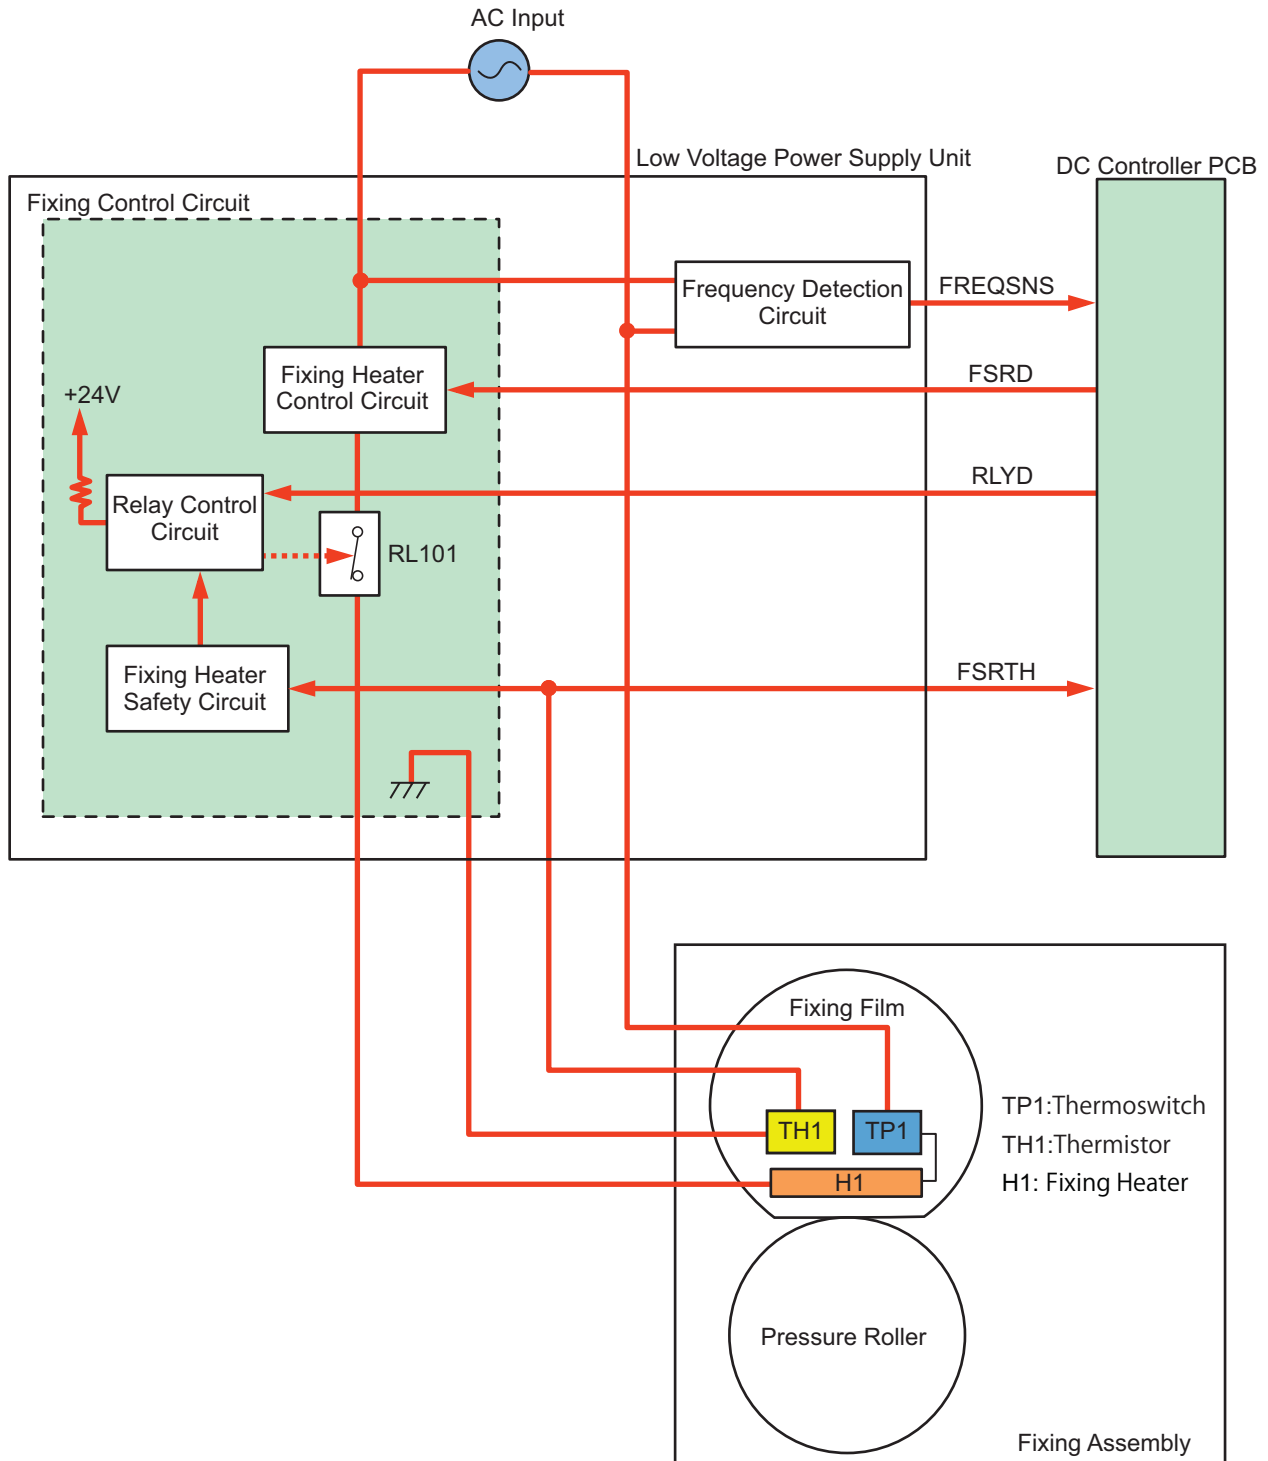 AC Input
Low Voltage Power Supply Unit
DC Controller PCB
Fixing Control Circuit
Frequency Detection
Circuit
FREQSNS
Fixing Heater
Control Circuit
FSRD
+24V
Relay Control
Circuit
RLYD
RL101
Fixing Heater
Safety Circuit
FSRTH
Fixing Film
TH1
TP1
H1
TP1:Thermoswitch
TH1:Thermistor
H1: Fixing Heater
Pressure Roller
Fixing Assembly